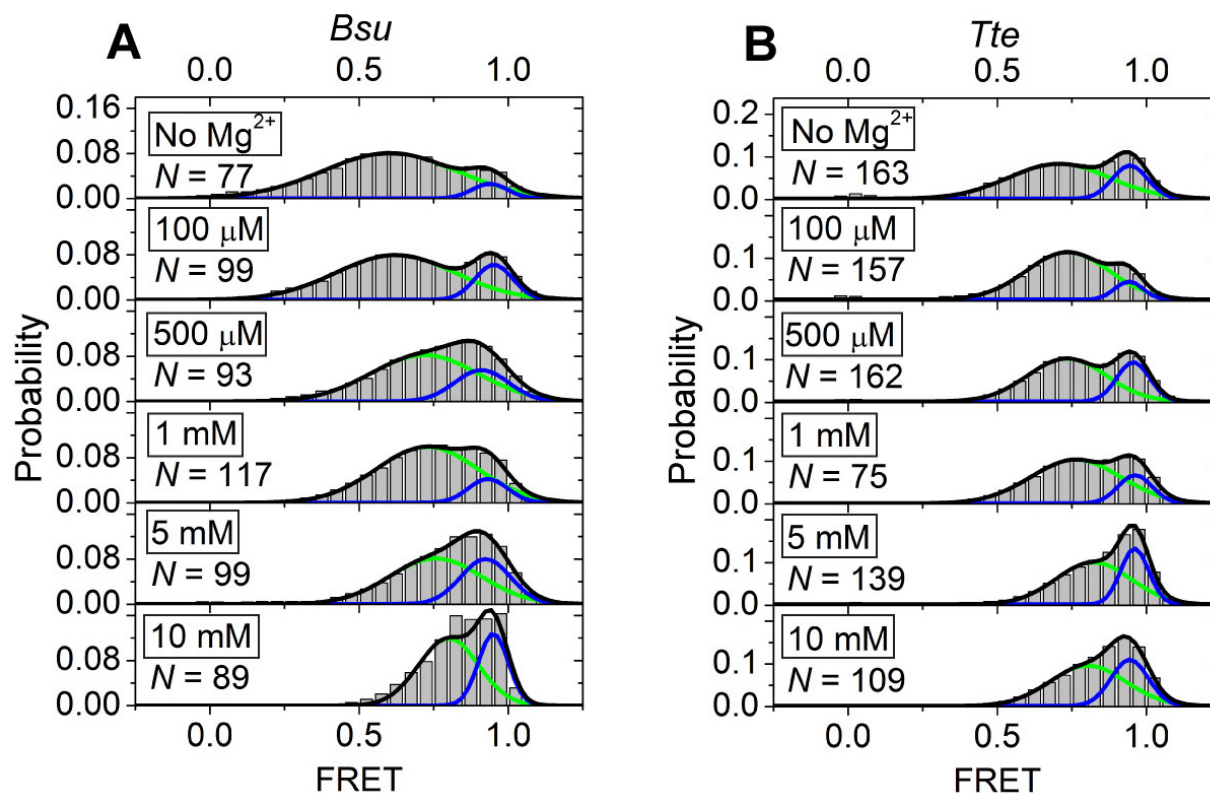 A
Bsu
0.0 0.5 1.0
0.16
0.08
0.00
No Mg²⁺
N = 77
0.08
0.00
100 µM
N = 99
0.08
0.00
500 µM
N = 93
0.08
0.00
1 mM
N = 117
0.08
0.00
5 mM
N = 99
0.08
0.00
10 mM
N = 89
Probability
0.0 0.5 1.0
FRET
B
Tte
0.0 0.5 1.0
0.2
0.1
0.0
No Mg²⁺
N = 163
0.1
0.0
100 µM
N = 157
0.1
0.0
500 µM
N = 162
0.1
0.0
1 mM
N = 75
0.1
0.0
5 mM
N = 139
0.1
0.0
10 mM
N = 109
Probability
0.0 0.5 1.0
FRET